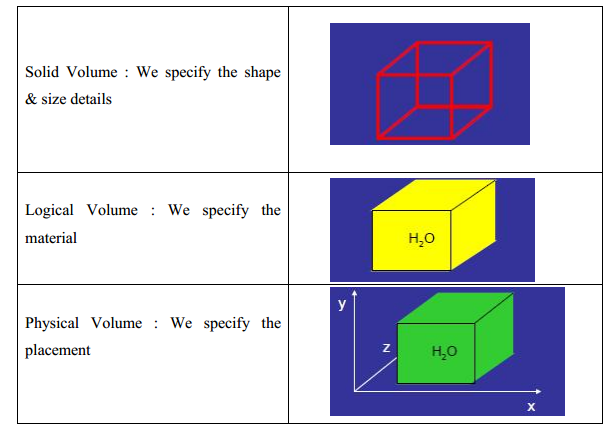 Solid Volume : We specify the shape
& size details
Logical Volume : We specify the
material
H₂O
Physical Volume : We specify the
placement
y
z
H₂O
x